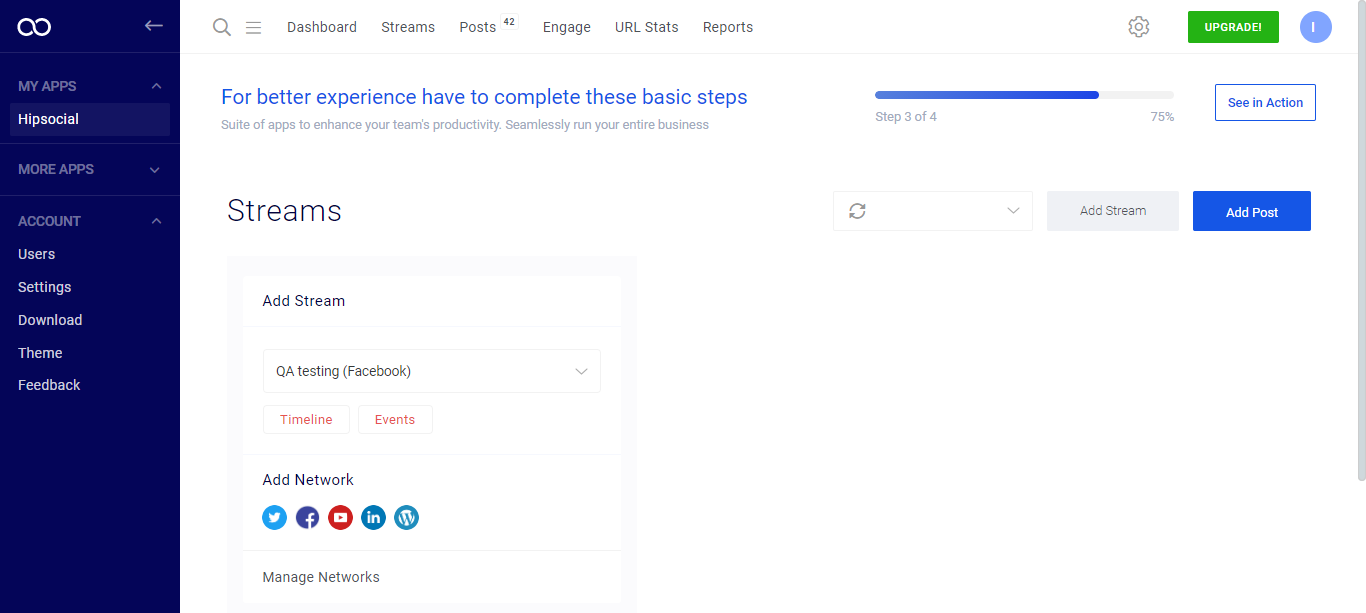 MY APPS
Hipsocial
MORE APPS
ACCOUNT
Users
Settings
Download
Theme
Feedback
Dashboard Streams Posts 42 Engage URL Stats Reports
UPGRADE! I
For better experience have to complete these basic steps
Suite of apps to enhance your team's productivity. Seamlessly run your entire business
Step 3 of 4 75%
See in Action
Streams
Add Stream Add Post
Add Stream
QA testing (Facebook)
Timeline Events
Add Network
Manage Networks